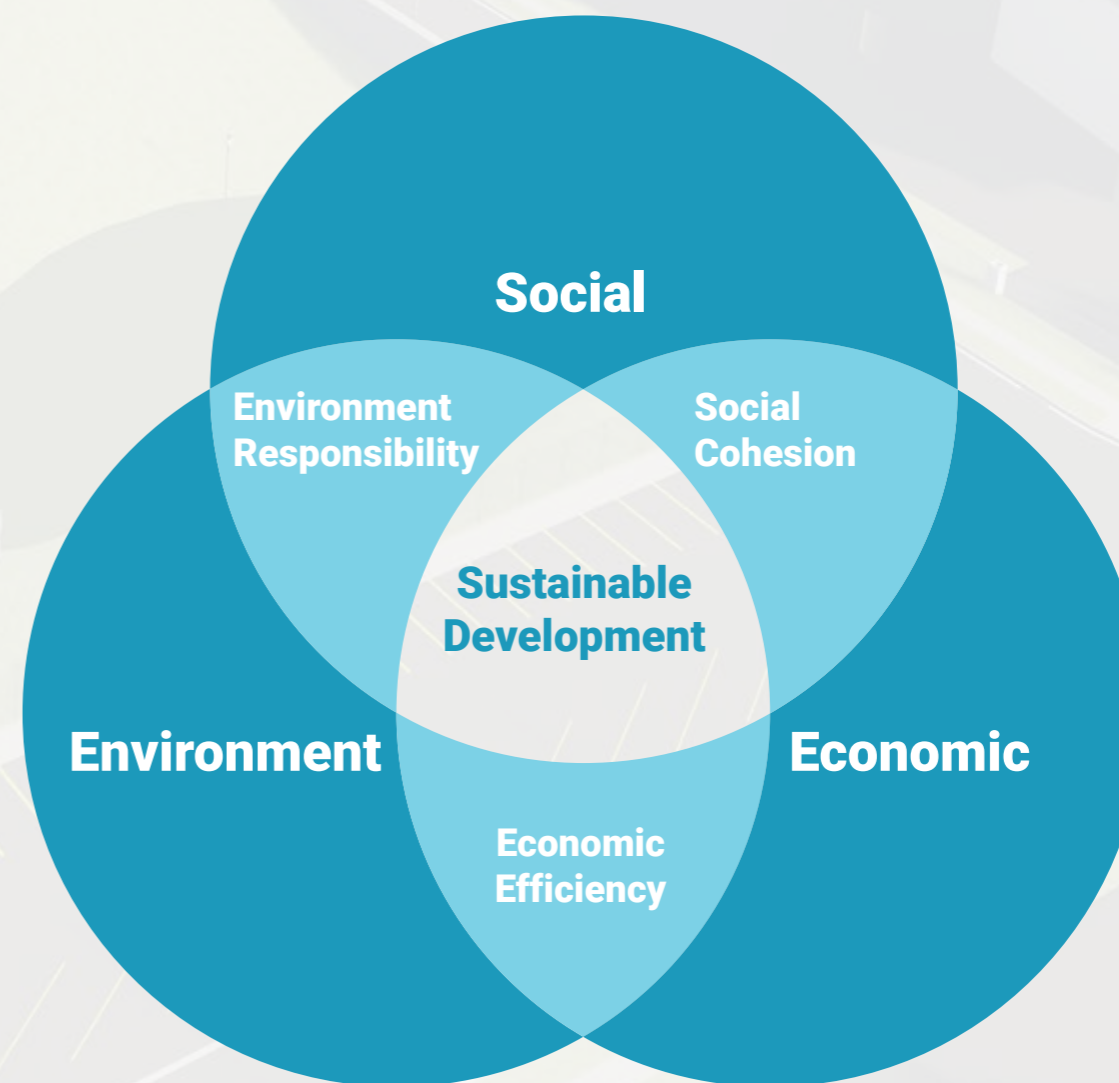 Social
Environment
Responsibility
Social
Cohesion
Sustainable
Development
Environment
Economic
Economic
Efficiency